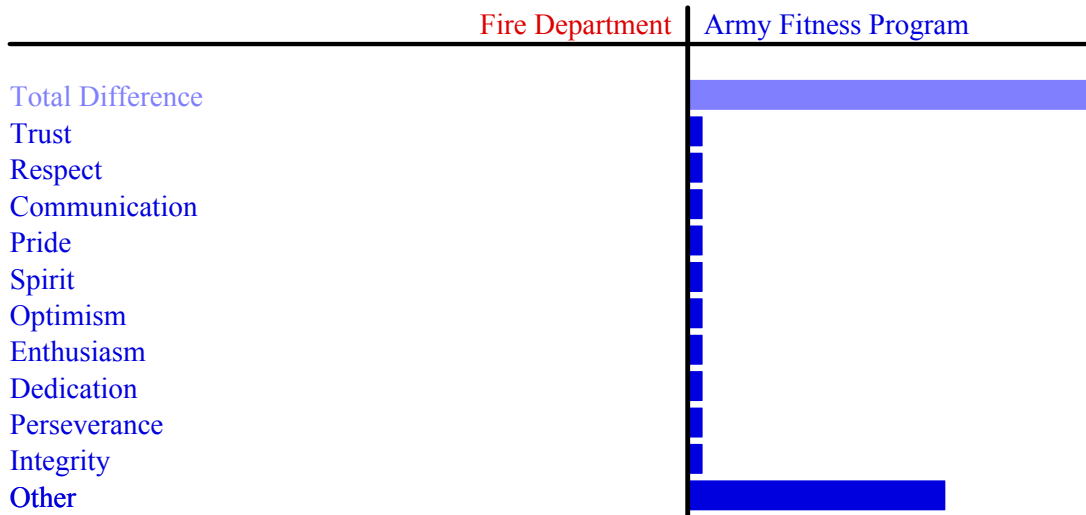 Fire Department Army Fitness Program
Total Difference
Trust
Respect
Communication
Pride
Spirit
Optimism
Enthusiasm
Dedication
Perseverance
Integrity
Other